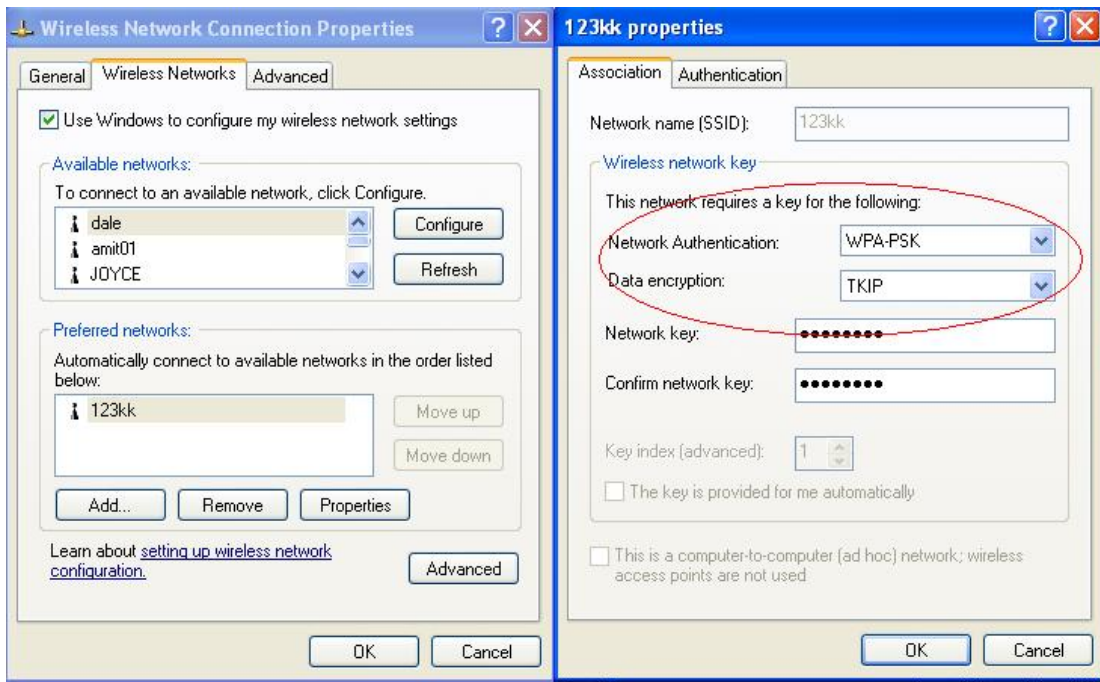 Wireless Network Connection Properties
General Wireless Networks Advanced
Use Windows to configure my wireless network settings
Available networks:
To connect to an available network, click Configure.
dale
amit01
JOYCE
Configure
Refresh
Preferred networks:
Automatically connect to available networks in the order listed
below:
123kk
Move up
Move down
Add... Remove Properties
Learn about setting up wireless network
configuration.
Advanced
OK Cancel
123kk properties
Association Authentication
Network name (SSID): 123kk
Wireless network key
This network requires a key for the following:
Network Authentication: WPA-PSK
Data encryption: TKIP
Network key: ●●●●●●●●
Confirm network key: ●●●●●●●●
Key index (advanced): 1
The key is provided for me automatically
This is a computer-to-computer (ad hoc) network; wireless
access points are not used
OK Cancel